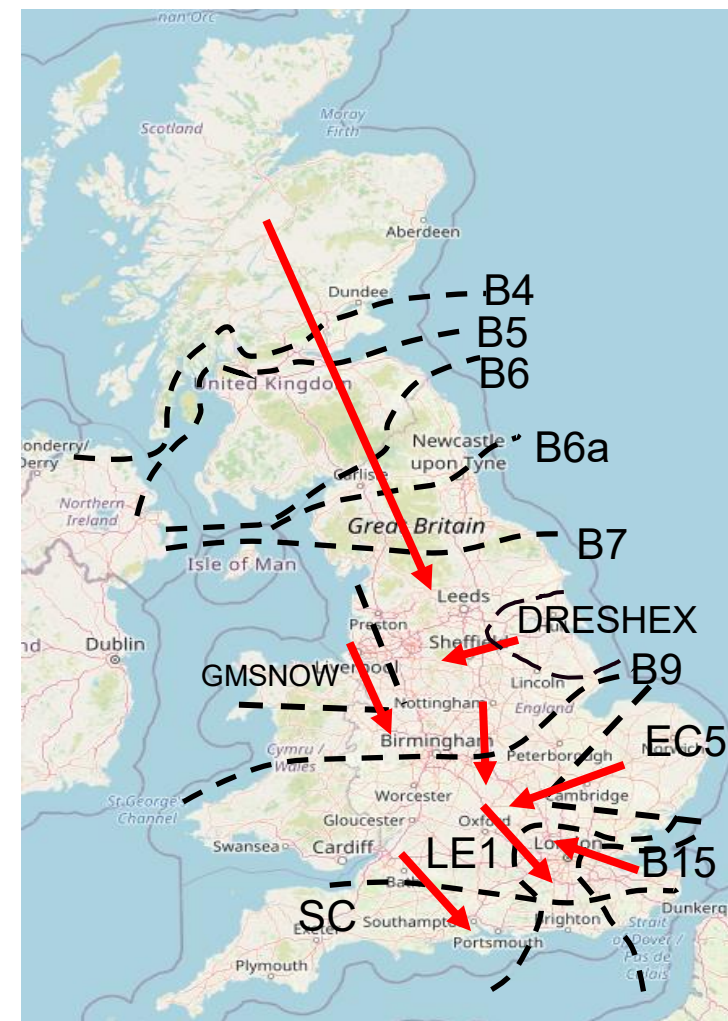 nan Orc
Moray
Firth
Scotland
Aberdeen
Dundee
B4
B5
United Kingdom
B6
onderry/
Derry
Newcastle
upon Tyne
B6a
Carlisle
Northern
Ireland
Great Britain
B7
Isle of Man
Leeds
Preston
DRESHEX
Sheffield
nd
Dublin
Liverpool
GMSNOW
Lincoln
B9
Nottingham
England
Birmingham
EC5
Cymru /
Wales
Peterborough
Norwich
St George's
Channel
Worcester
Cambridge
Gloucester
Oxford
Swansea
Cardiff
LE1
London
B15
Bath
Dunkerq
SC
Exeter
Southampt
Brighton
Portsmouth
Strait
of Dover /
Pas de
Calais
Plymouth